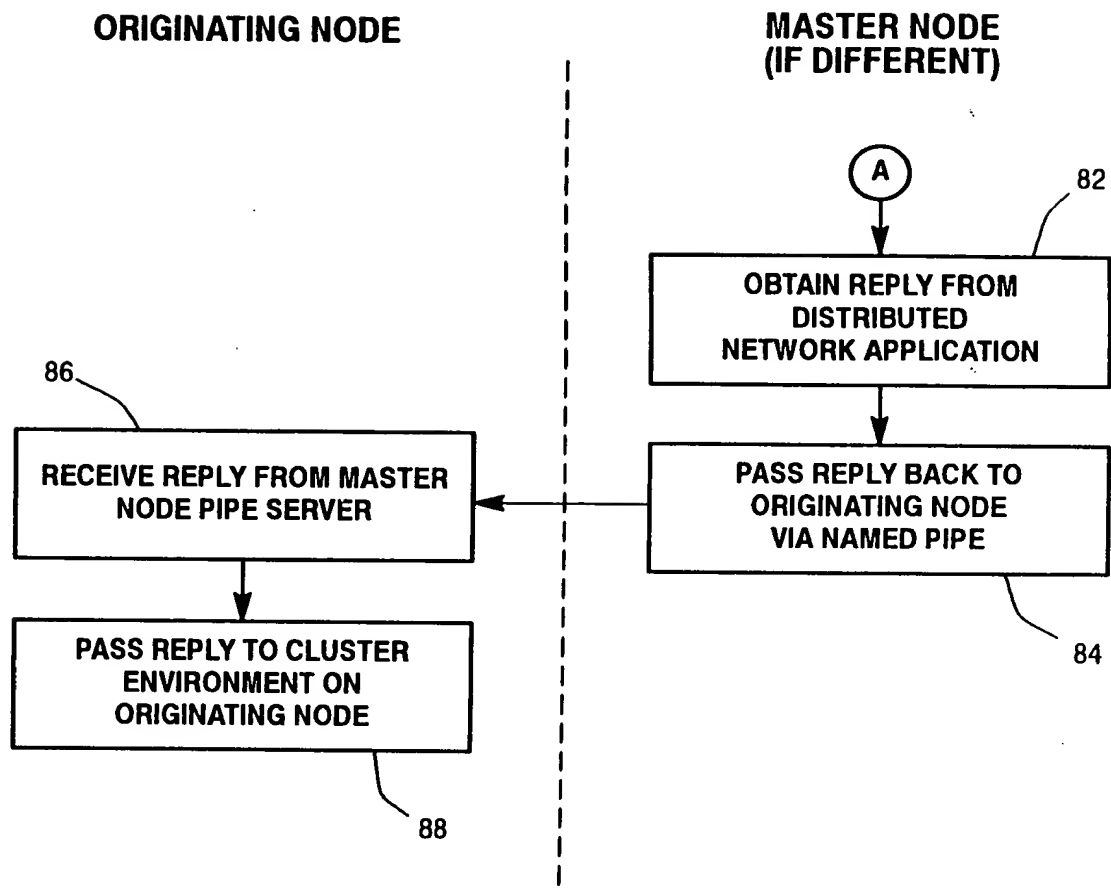 ORIGINATING NODE
MASTER NODE
(IF DIFFERENT)
A
82
OBTAIN REPLY FROM
DISTRIBUTED
NETWORK APPLICATION
86
RECEIVE REPLY FROM MASTER
NODE PIPE SERVER
PASS REPLY BACK TO
ORIGINATING NODE
VIA NAMED PIPE
84
PASS REPLY TO CLUSTER
ENVIRONMENT ON
ORIGINATING NODE
88